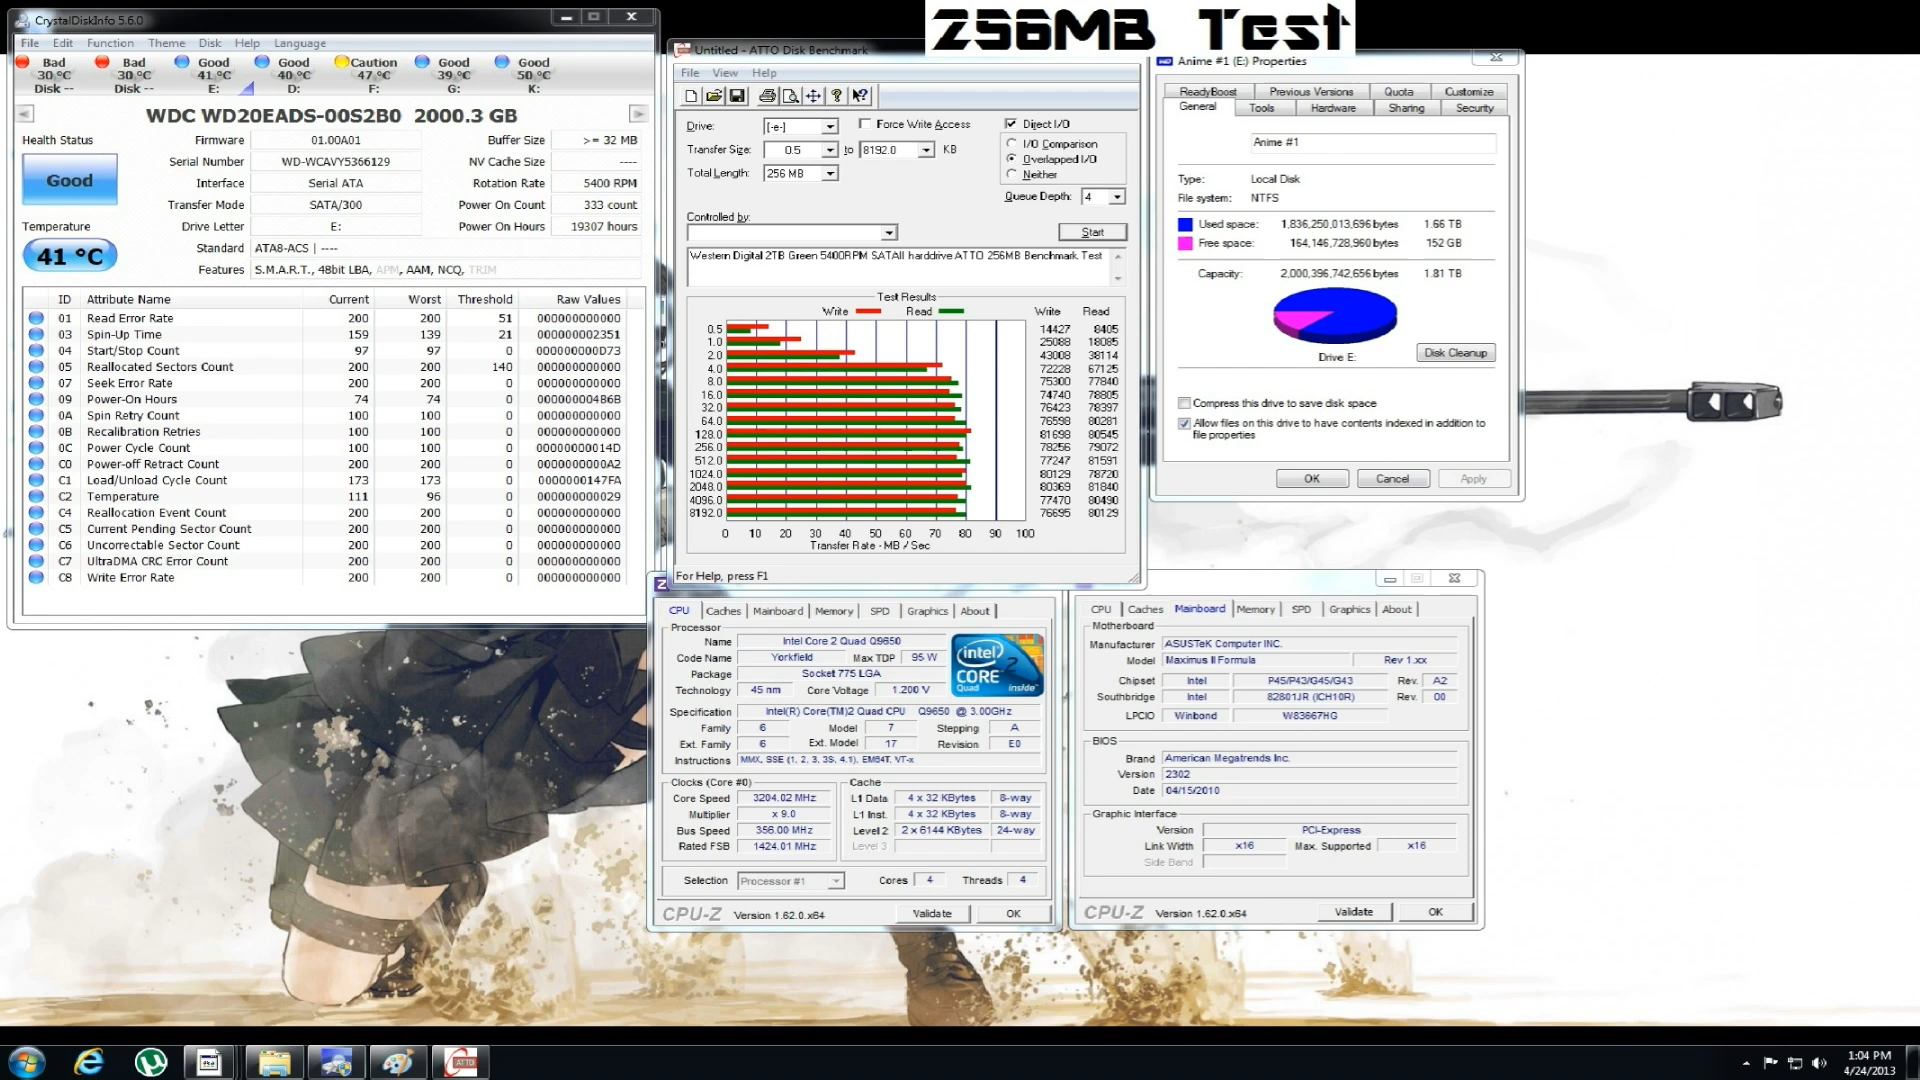 256MB Test
CrystalDiskInfo 5.6.0
File Edit Function Theme Disk Help Language
Bad Bad Good Good Caution Good Good
30 °C 30 °C 41 °C 40 °C 47 °C 39 °C 50 °C
Disk -- Disk -- E: D: F: G: K:
WDC WD20EADS-00S2B0 2000.3 GB
Health Status
Good
Temperature
41 °C
Firmware 01.00A01 Buffer Size >= 32 MB
Serial Number WD-WCAVY5366129 NV Cache Size ----
Interface Serial ATA Rotation Rate 5400 RPM
Transfer Mode SATA/300 Power On Count 333 count
Drive Letter E: Power On Hours 19307 hours
Standard ATA8-ACS | ----
Features S.M.A.R.T., 48bit LBA, APM, AAM, NCQ, TRIM
ID Attribute Name Current Worst Threshold Raw Values
01 Read Error Rate 200 200 51 000000000000
03 Spin-Up Time 159 139 21 000000002351
04 Start/Stop Count 97 97 0 000000000D73
05 Reallocated Sectors Count 200 200 140 000000000000
07 Seek Error Rate 200 200 0 000000000000
09 Power-On Hours 74 74 0 000000004B6B
0A Spin Retry Count 100 100 0 000000000000
0B Recalibration Retries 100 100 0 000000000000
0C Power Cycle Count 100 100 0 00000000014D
C0 Power-off Retract Count 200 200 0 0000000000A2
C1 Load/Unload Cycle Count 173 173 0 0000000147FA
C2 Temperature 111 96 0 000000000029
C4 Reallocation Event Count 200 200 0 000000000000
C5 Current Pending Sector Count 200 200 0 000000000000
C6 Uncorrectable Sector Count 200 200 0 000000000000
C7 UltraDMA CRC Error Count 200 200 0 000000000000
C8 Write Error Rate 200 200 0 000000000000
Untitled - ATTO Disk Benchmark
File View Help
Drive: [-e-] Force Write Access Direct I/O
Transfer Size: 0.5 to 8192.0 KB
Total Length: 256 MB
I/O Comparison
Overlapped I/O
Neither
Queue Depth: 4
Controlled by:
Start
Western Digital 2TB Green 5400RPM SATAII harddrive ATTO 256MB Benchmark Test
Test Results
Write Read Write Read
0.5 14427 8405
1.0 25088 18085
2.0 43008 38114
4.0 72228 67125
8.0 75300 77840
16.0 74740 78805
32.0 76423 78397
64.0 76598 80281
128.0 81698 80545
256.0 78256 79072
512.0 77247 81591
1024.0 80129 78720
2048.0 80369 81840
4096.0 77470 80490
8192.0 76695 80129
0 10 20 30 40 50 60 70 80 90 100
Transfer Rate - MB / Sec
For Help, press F1
Anime #1 (E:) Properties
ReadyBoost Previous Versions Quota Customize
General Tools Hardware Sharing Security
Anime #1
Type: Local Disk
File system: NTFS
Used space: 1,836,250,013,696 bytes 1.66 TB
Free space: 164,146,728,960 bytes 152 GB
Capacity: 2,000,396,742,656 bytes 1.81 TB
Drive E: Disk Cleanup
Compress this drive to save disk space
Allow files on this drive to have contents indexed in addition to
file properties
OK Cancel Apply
CPU Caches Mainboard Memory SPD Graphics About
Processor
Name Intel Core 2 Quad Q9650
Code Name Yorkfield Max TDP 95 W
Package Socket 775 LGA
Technology 45 nm Core Voltage 1.200 V
intel CORE 2 Quad inside™
Specification Intel(R) Core(TM)2 Quad CPU Q9650 @ 3.00GHz
Family 6 Model 7 Stepping A
Ext. Family 6 Ext. Model 17 Revision E0
Instructions MMX, SSE (1, 2, 3, 3S, 4.1), EM64T, VT-x
Clocks (Core #0) Cache
Core Speed 3204.02 MHz L1 Data 4 x 32 KBytes 8-way
Multiplier x 9.0 L1 Inst. 4 x 32 KBytes 8-way
Bus Speed 356.00 MHz Level 2 2 x 6144 KBytes 24-way
Rated FSB 1424.01 MHz Level 3
Selection Processor #1 Cores 4 Threads 4
CPU-Z Version 1.62.0.x64 Validate OK
CPU Caches Mainboard Memory SPD Graphics About
Motherboard
Manufacturer ASUSTeK Computer INC.
Model Maximus II Formula Rev 1.xx
Chipset Intel P45/P43/G45/G43 Rev. A2
Southbridge Intel 82801JR (ICH10R) Rev. 00
LPCIO Winbond W83667HG
BIOS
Brand American Megatrends Inc.
Version 2302
Date 04/15/2010
Graphic Interface
Version PCI-Express
Link Width x16 Max. Supported x16
Side Band
CPU-Z Version 1.62.0.x64 Validate OK
ATTO
1:04 PM
4/24/2013